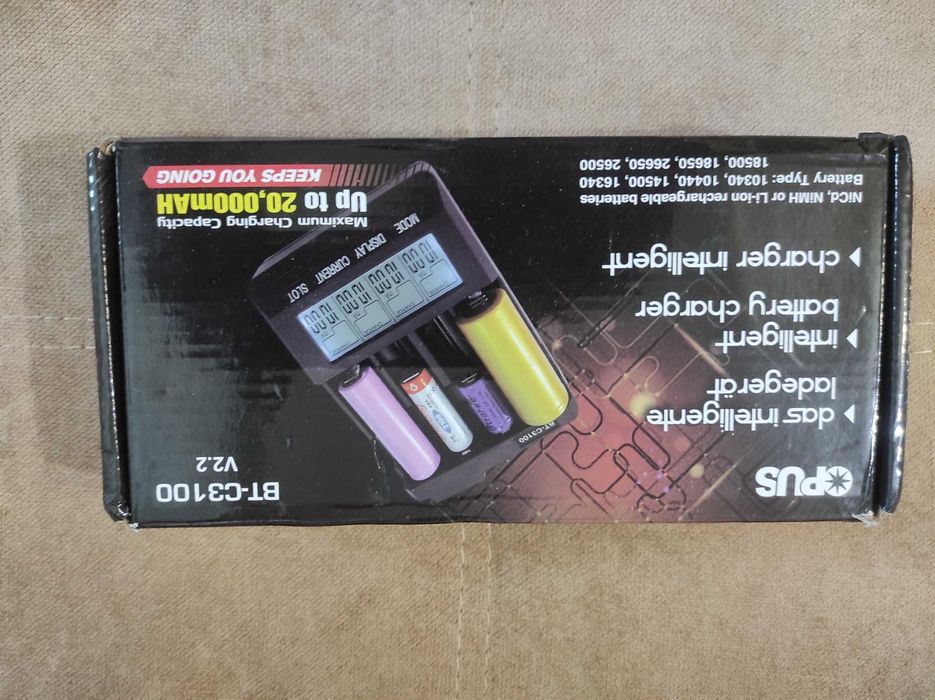 OPUS
BT-C3100
V2.2
das intelligente
ladegerät
intelligent
battery charger
charger intelligent
NiCd, NiMH or Li-ion rechargeable batteries
Battery Type: 10340, 10440, 14500, 16340
18500, 18650, 26650, 26500
BT-C3100
SLOT
CURRENT
DISPLAY
MODE
Maximum Charging Capacity
Up to 20,000mAH
KEEPS YOU GOING